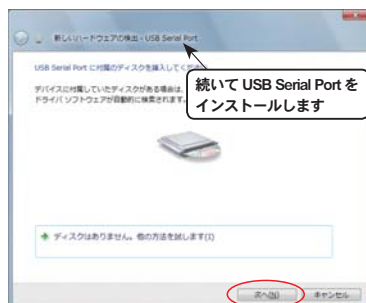 新しいハードウェアの検出 - USB Serial Port
USB Serial Port に付属のディスクを挿入してください
続いて USB Serial Port を
インストールします
デバイスに付属していたディスクがある場合は、
ドライバ ソフトウェアが自動的に検索されます。
ディスクはありません。他の方法を試します(I)
次へ(N)
キャンセル